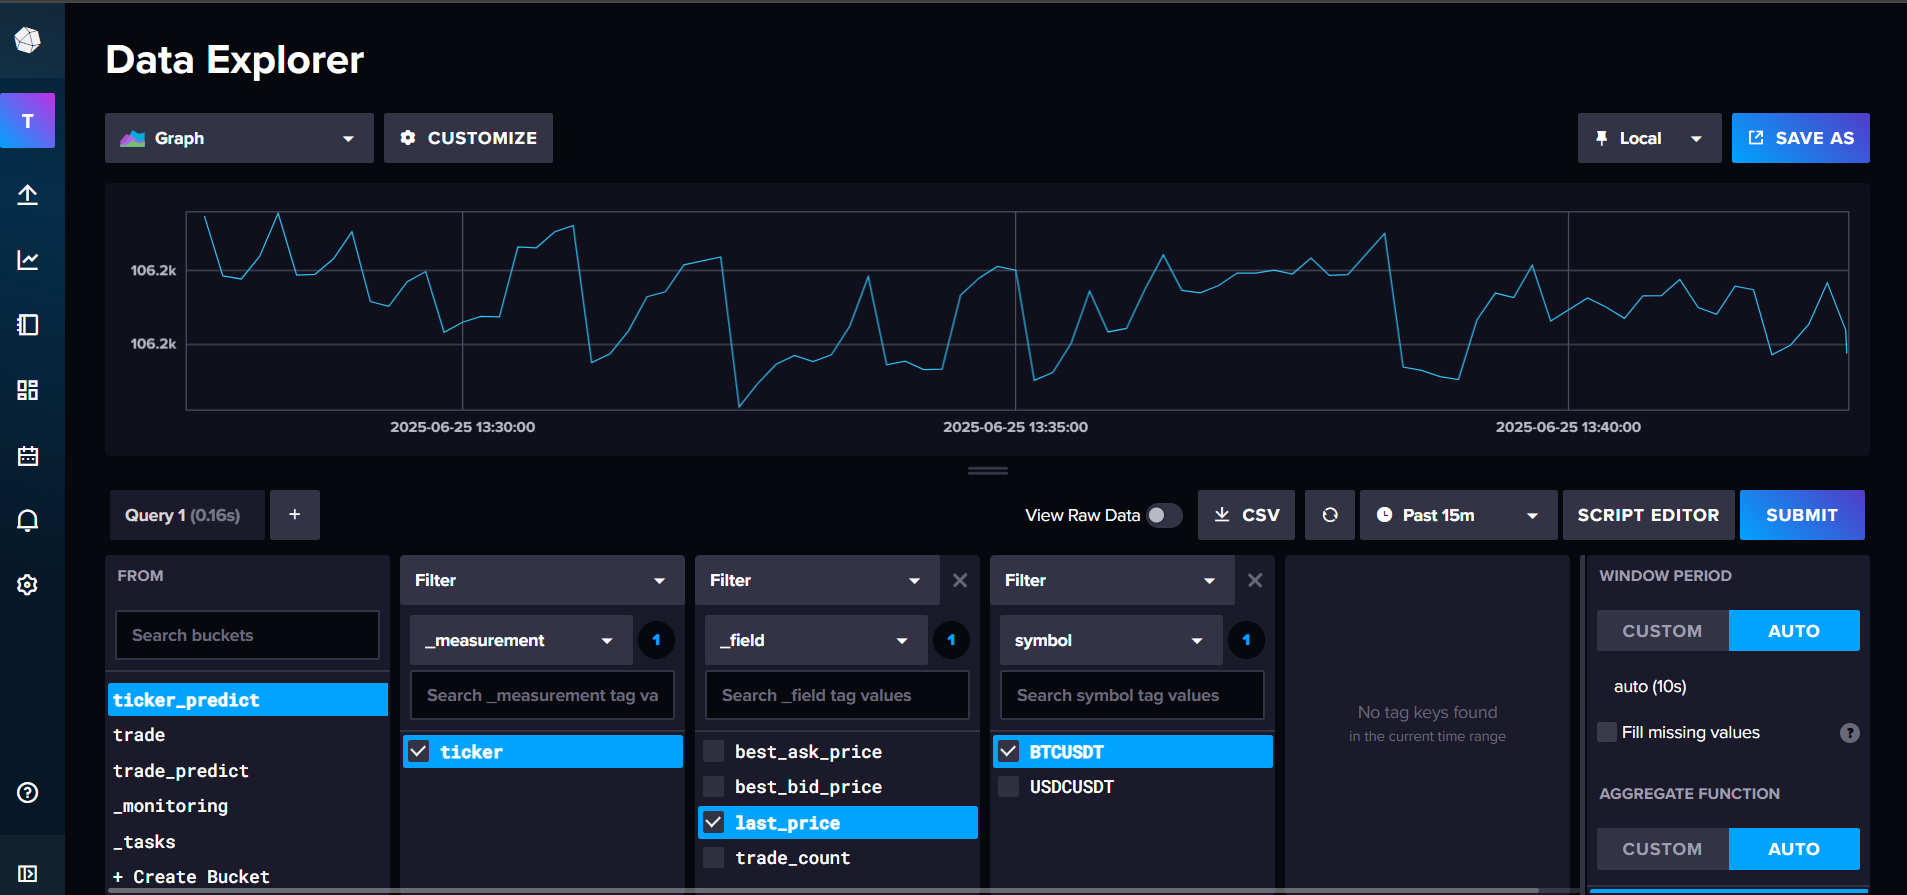 Data Explorer
T
Graph
CUSTOMIZE
Local
SAVE AS
106.2k
106.2k
2025-06-25 13:30:00
2025-06-25 13:35:00
2025-06-25 13:40:00
Query 1 (0.16s)
+
View Raw Data
CSV
Past 15m
SCRIPT EDITOR
SUBMIT
FROM
Search buckets
ticker_predict
trade
trade_predict
_monitoring
_tasks
+ Create Bucket
Filter
_measurement
1
Search _measurement tag va
ticker
Filter
_field
1
Search _field tag values
best_ask_price
best_bid_price
last_price
trade_count
Filter
symbol
1
Search symbol tag values
BTCUSDT
USDCUSDT
No tag keys found
in the current time range
WINDOW PERIOD
CUSTOM
AUTO
auto (10s)
Fill missing values
?
AGGREGATE FUNCTION
CUSTOM
AUTO